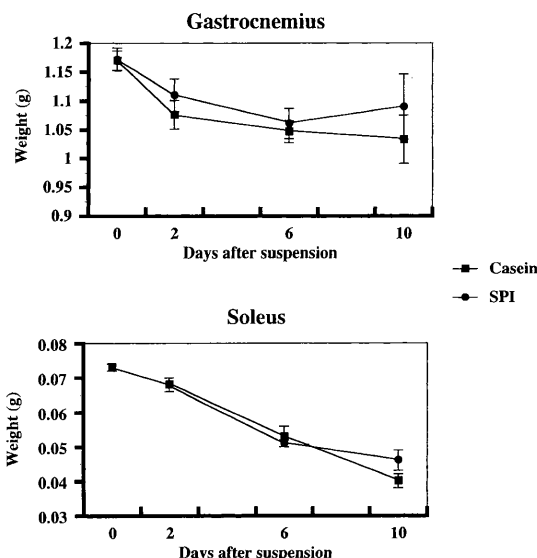 Gastrocnemius
Weight (g)
1.2
1.15
1.1
1.05
1
0.95
0.9
0 2 6 10
Days after suspension
Casein
SPI
Soleus
Weight (g)
0.08
0.07
0.06
0.05
0.04
0.03
0 2 6 10
Days after suspension